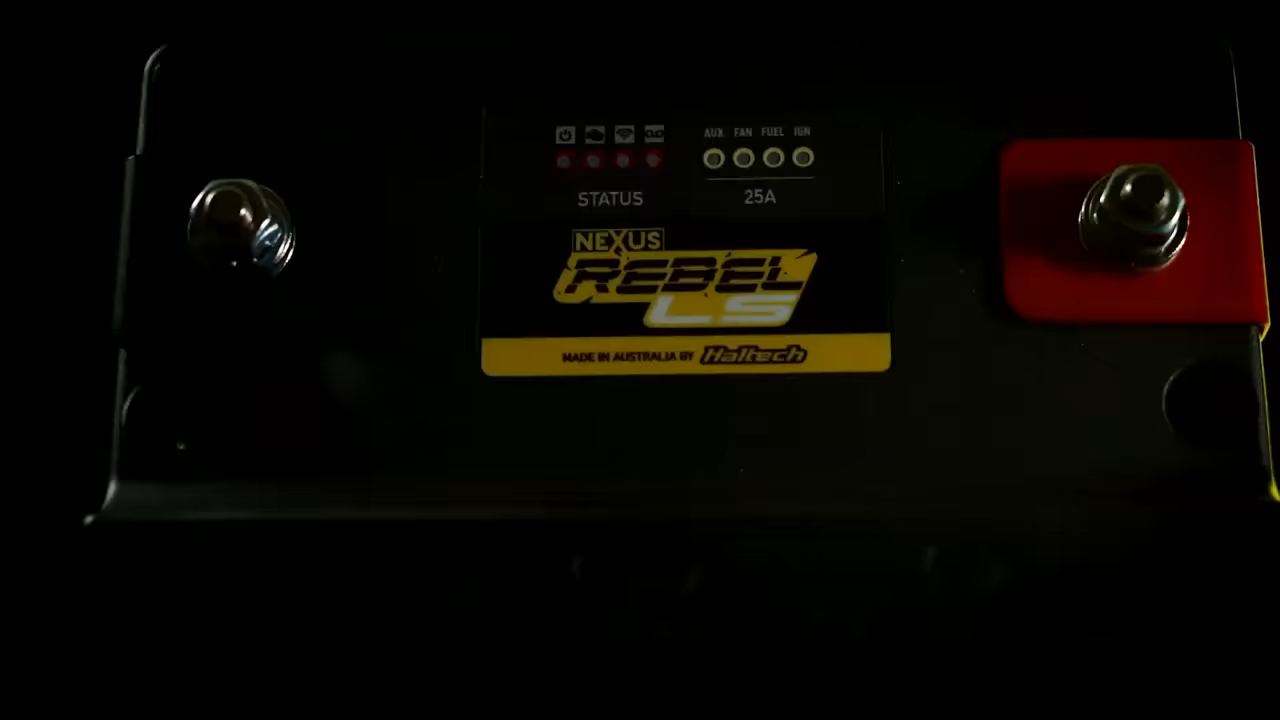 AUX FAN FUEL IGN
STATUS
25A
NEXUS
REBEL
LS
MADE IN AUSTRALIA BY Haltech